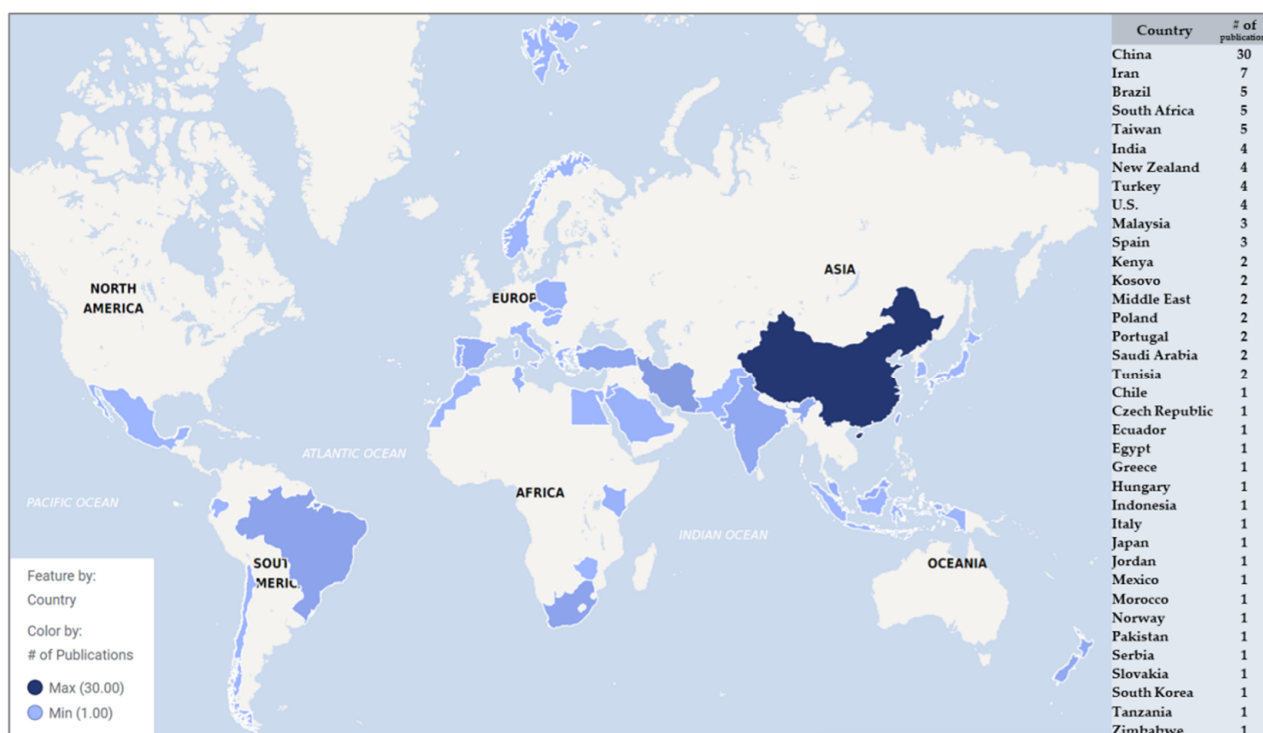 NORTH
AMERICA
EUROP
ASIA
ATLANTIC OCEAN
PACIFIC OCEAN
AFRICA
INDIAN OCEAN
OCEANIA
SOUT
MERIC
Feature by:
Country
Color by:
# of Publications
Max (30.00)
Min (1.00)
Country # of publication
China 30
Iran 7
Brazil 5
South Africa 5
Taiwan 5
India 4
New Zealand 4
Turkey 4
U.S. 4
Malaysia 3
Spain 3
Kenya 2
Kosovo 2
Middle East 2
Poland 2
Portugal 2
Saudi Arabia 2
Tunisia 2
Chile 1
Czech Republic 1
Ecuador 1
Egypt 1
Greece 1
Hungary 1
Indonesia 1
Italy 1
Japan 1
Jordan 1
Mexico 1
Morocco 1
Norway 1
Pakistan 1
Serbia 1
Slovakia 1
South Korea 1
Tanzania 1
Zimbabwe 1